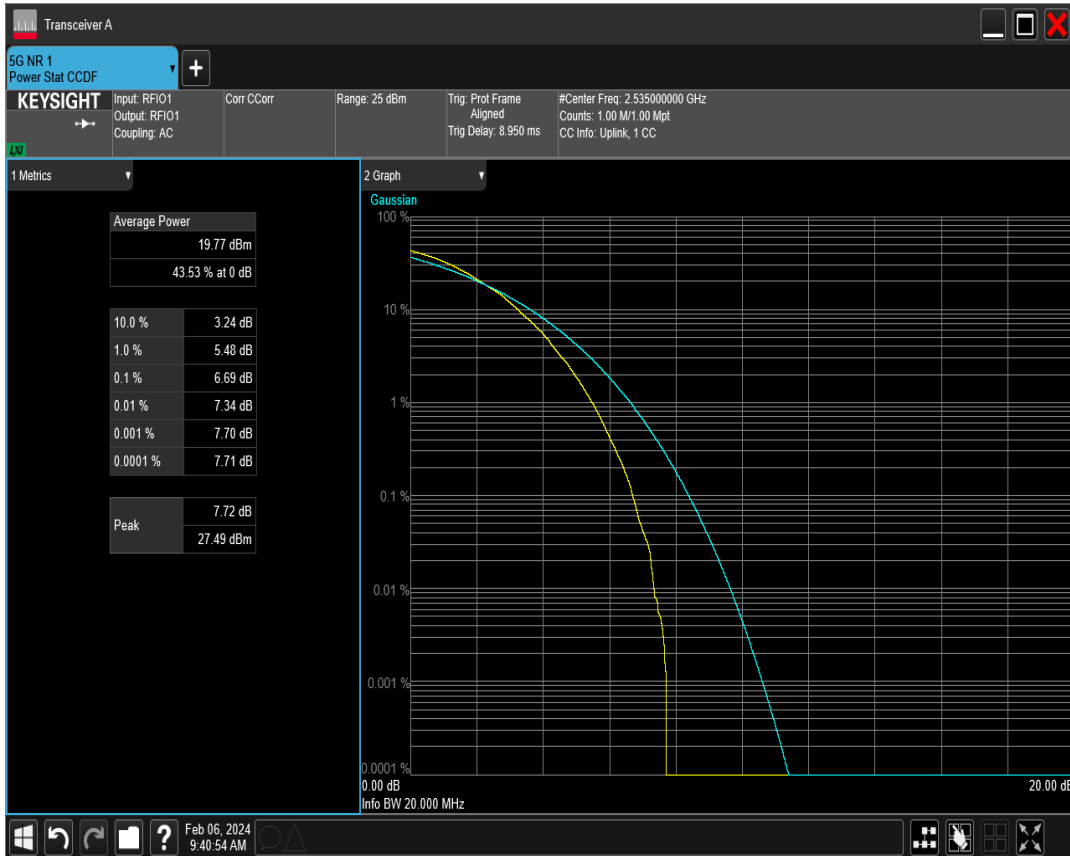 Transceiver A
5G NR 1
Power Stat CCDF
KEYSIGHT
LXI
Input: RFIO1
Output: RFIO1
Coupling: AC
Corr CCorr
Range: 25 dBm
Trig: Prot Frame
Aligned
Trig Delay: 8.950 ms
#Center Freq: 2.535000000 GHz
Counts: 1.00 M/1.00 Mpt
CC Info: Uplink, 1 CC
1 Metrics
Average Power
19.77 dBm
43.53 % at 0 dB
10.0 % 3.24 dB
1.0 % 5.48 dB
0.1 % 6.69 dB
0.01 % 7.34 dB
0.001 % 7.70 dB
0.0001 % 7.71 dB
Peak 7.72 dB
27.49 dBm
2 Graph
Gaussian
100 %
10 %
1 %
0.1 %
0.01 %
0.001 %
0.0001 %
0.00 dB 20.00 dB
Info BW 20.000 MHz
? Feb 06, 2024
9:40:54 AM